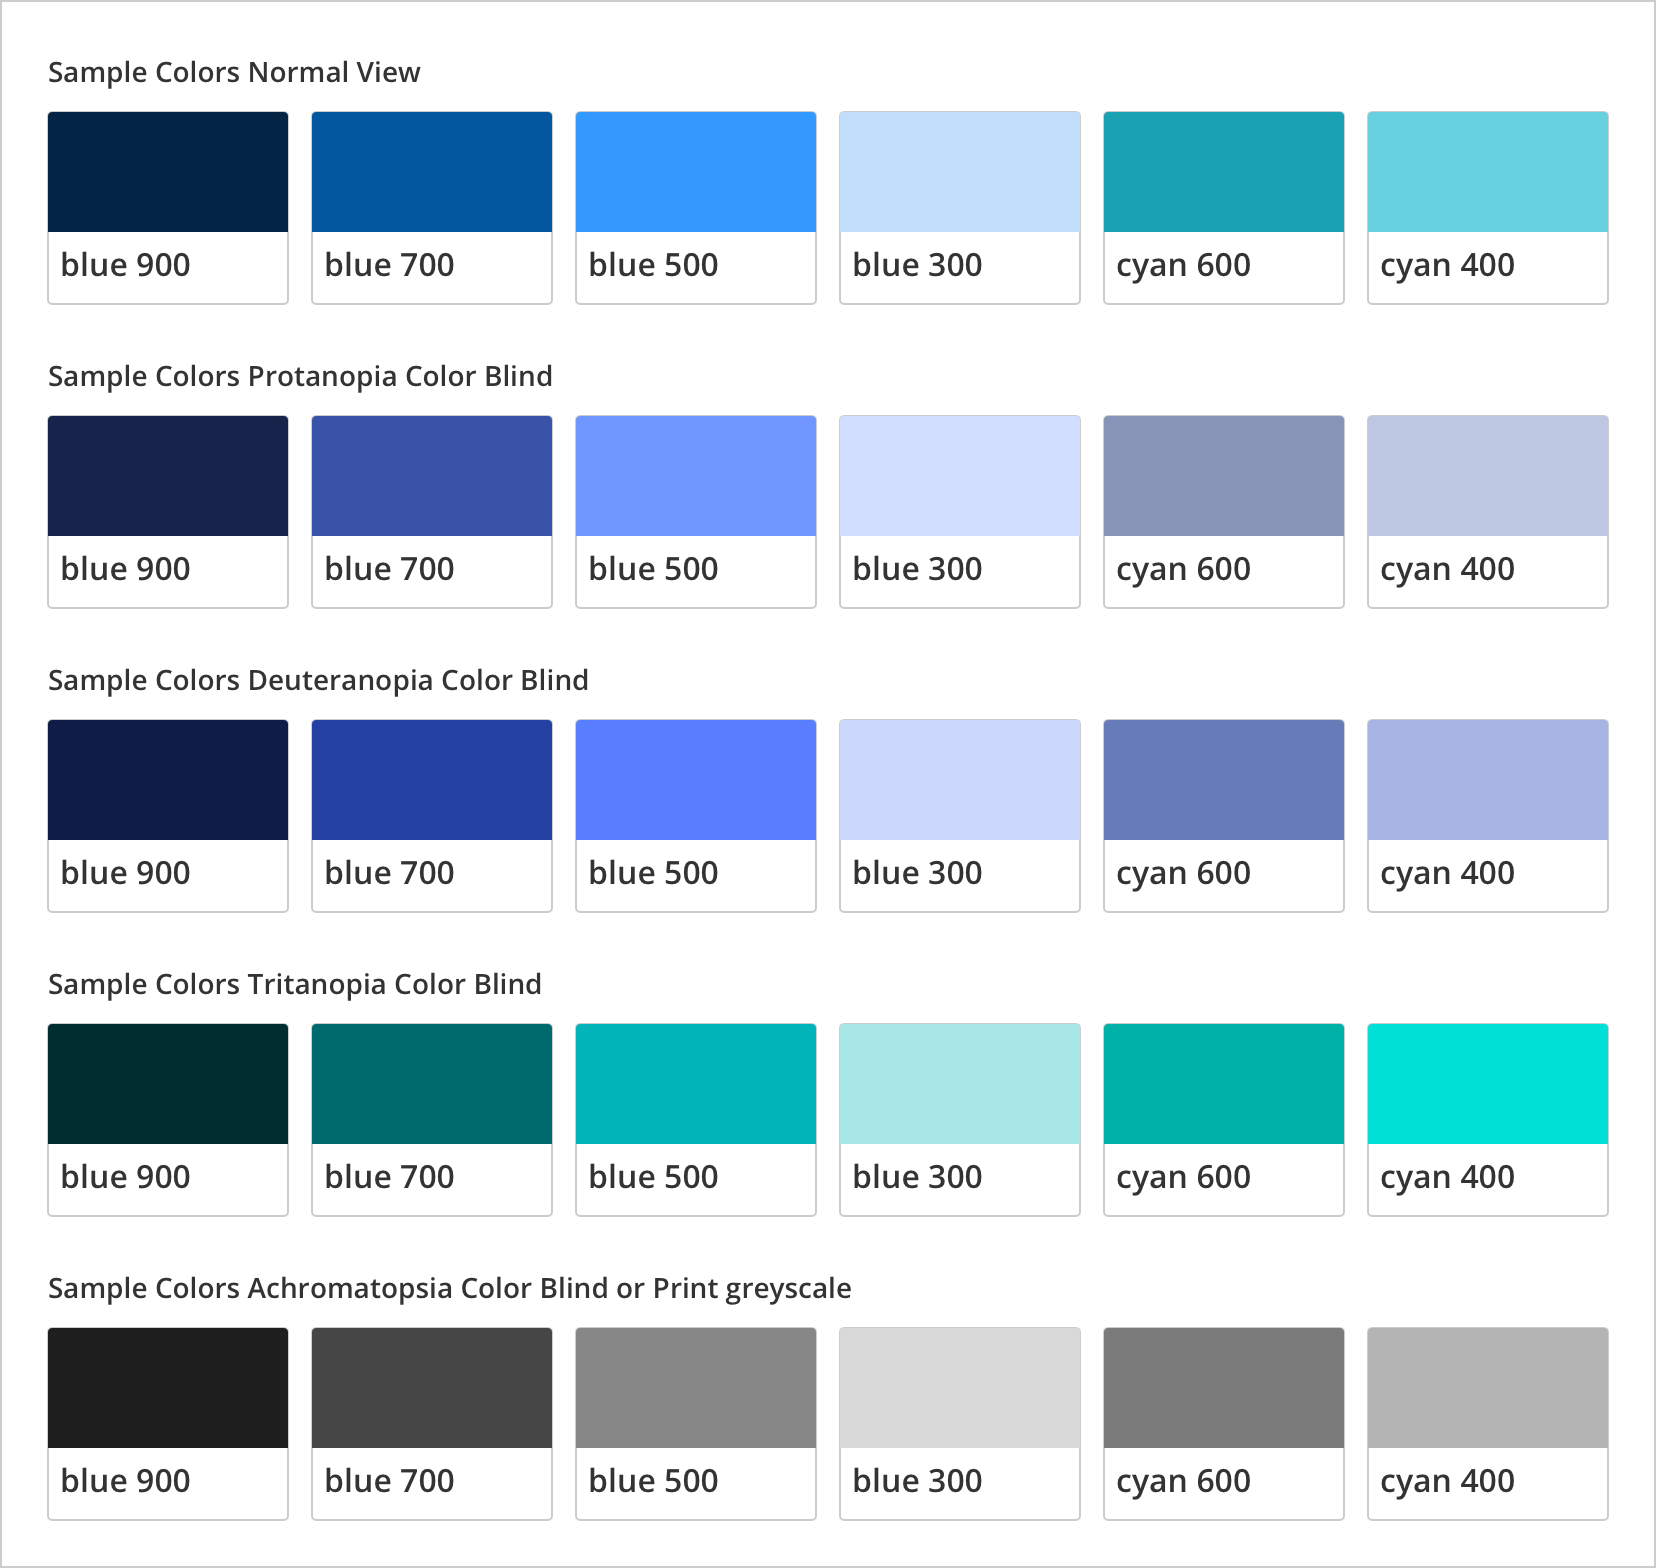 Sample Colors Normal View
blue 900 blue 700 blue 500 blue 300 cyan 600 cyan 400
Sample Colors Protanopia Color Blind
blue 900 blue 700 blue 500 blue 300 cyan 600 cyan 400
Sample Colors Deuteranopia Color Blind
blue 900 blue 700 blue 500 blue 300 cyan 600 cyan 400
Sample Colors Tritanopia Color Blind
blue 900 blue 700 blue 500 blue 300 cyan 600 cyan 400
Sample Colors Achromatopsia Color Blind or Print greyscale
blue 900 blue 700 blue 500 blue 300 cyan 600 cyan 400